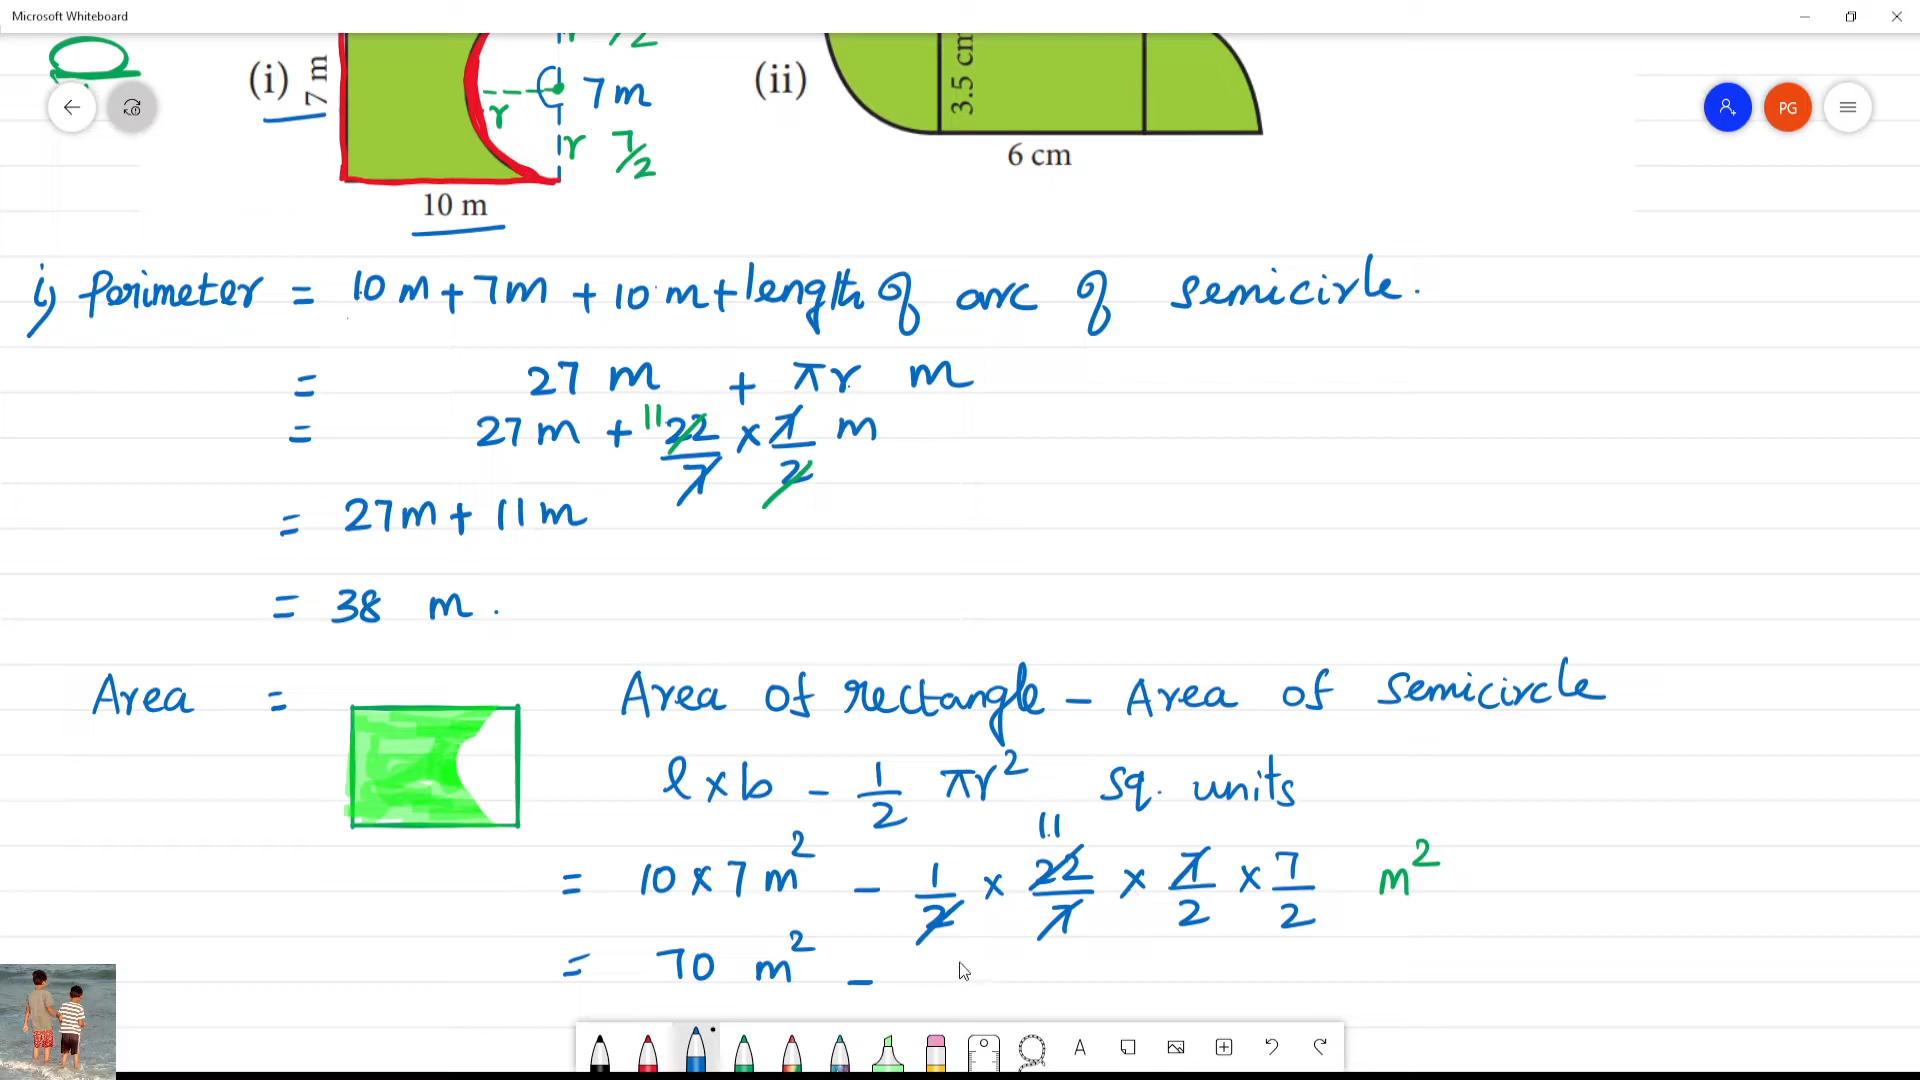 Microsoft Whiteboard
(i) 7 m r 7 m (ii) 3.5 cm PG
r 7/2
6 cm
10 m
i) Perimeter = 10 m + 7m + 10 m + length of arc of semicirle.
= 27 m + πr m
= 27 m + 11 22/7 × 7/2 m
= 27m + 11 m
= 38 m.
Area = Area of rectangle - Area of semicircle
l × b - 1/2 πr² sq. units
11
= 10 × 7 m² - 1/2 × 22/7 × 7/2 × 7/2 m²
= 70 m² -
A